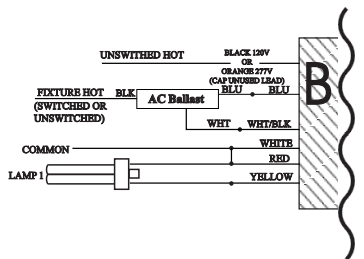 UNSWITHED HOT
BLACK 120V
OR
ORANGE 277V
(CAP UNUSED LEAD)
FIXTURE HOT
(SWITCHED OR
UNSWITCHED)
BLK
AC Ballast
BLU
BLU
B
WHT
WHT/BLK
COMMON
WHITE
RED
LAMP 1
YELLOW